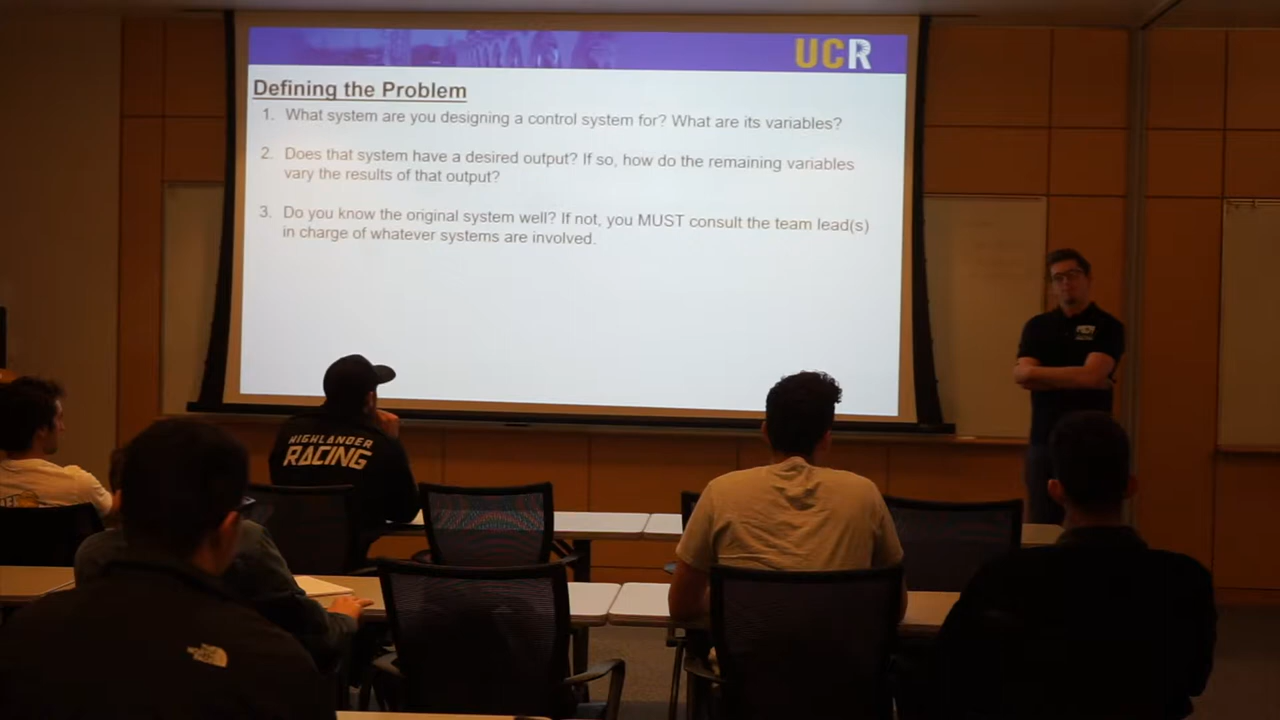 UCR
Defining the Problem
1. What system are you designing a control system for? What are its variables?
2. Does that system have a desired output? If so, how do the remaining variables
vary the results of that output?
3. Do you know the original system well? If not, you MUST consult the team lead(s)
in charge of whatever systems are involved.
HIGHLANDER
RACING
THE
NORTH
FACE